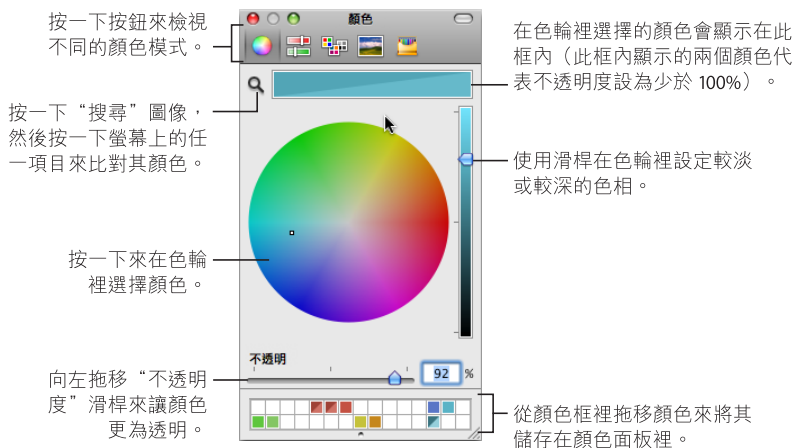 按一下按鈕來檢視
不同的顏色模式。
顏色
在色輪裡選擇的顏色會顯示在此
框內（此框內顯示的兩個顏色代
表不透明度設為少於 100%）。
按一下“搜尋”圖像，
然後按一下螢幕上的任
一項目來比對其顏色。
使用滑桿在色輪裡設定較淡
或較深的色相。
按一下來在色輪
裡選擇顏色。
不透明
92 %
向左拖移“不透明
度”滑桿來讓顏色
更為透明。
從顏色框裡拖移顏色來將其
儲存在顏色面板裡。